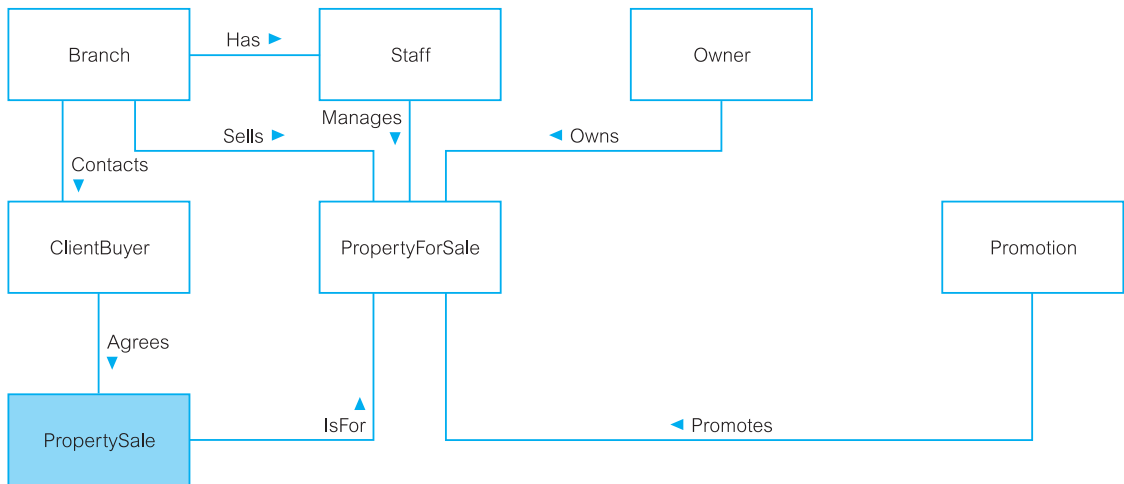 Branch
Has ►
Staff
Owner
Manages
▼
Sells ►
◄ Owns
Contacts
▼
ClientBuyer
PropertyForSale
Promotion
Agrees
▼
PropertySale
▲
IsFor
◄ Promotes